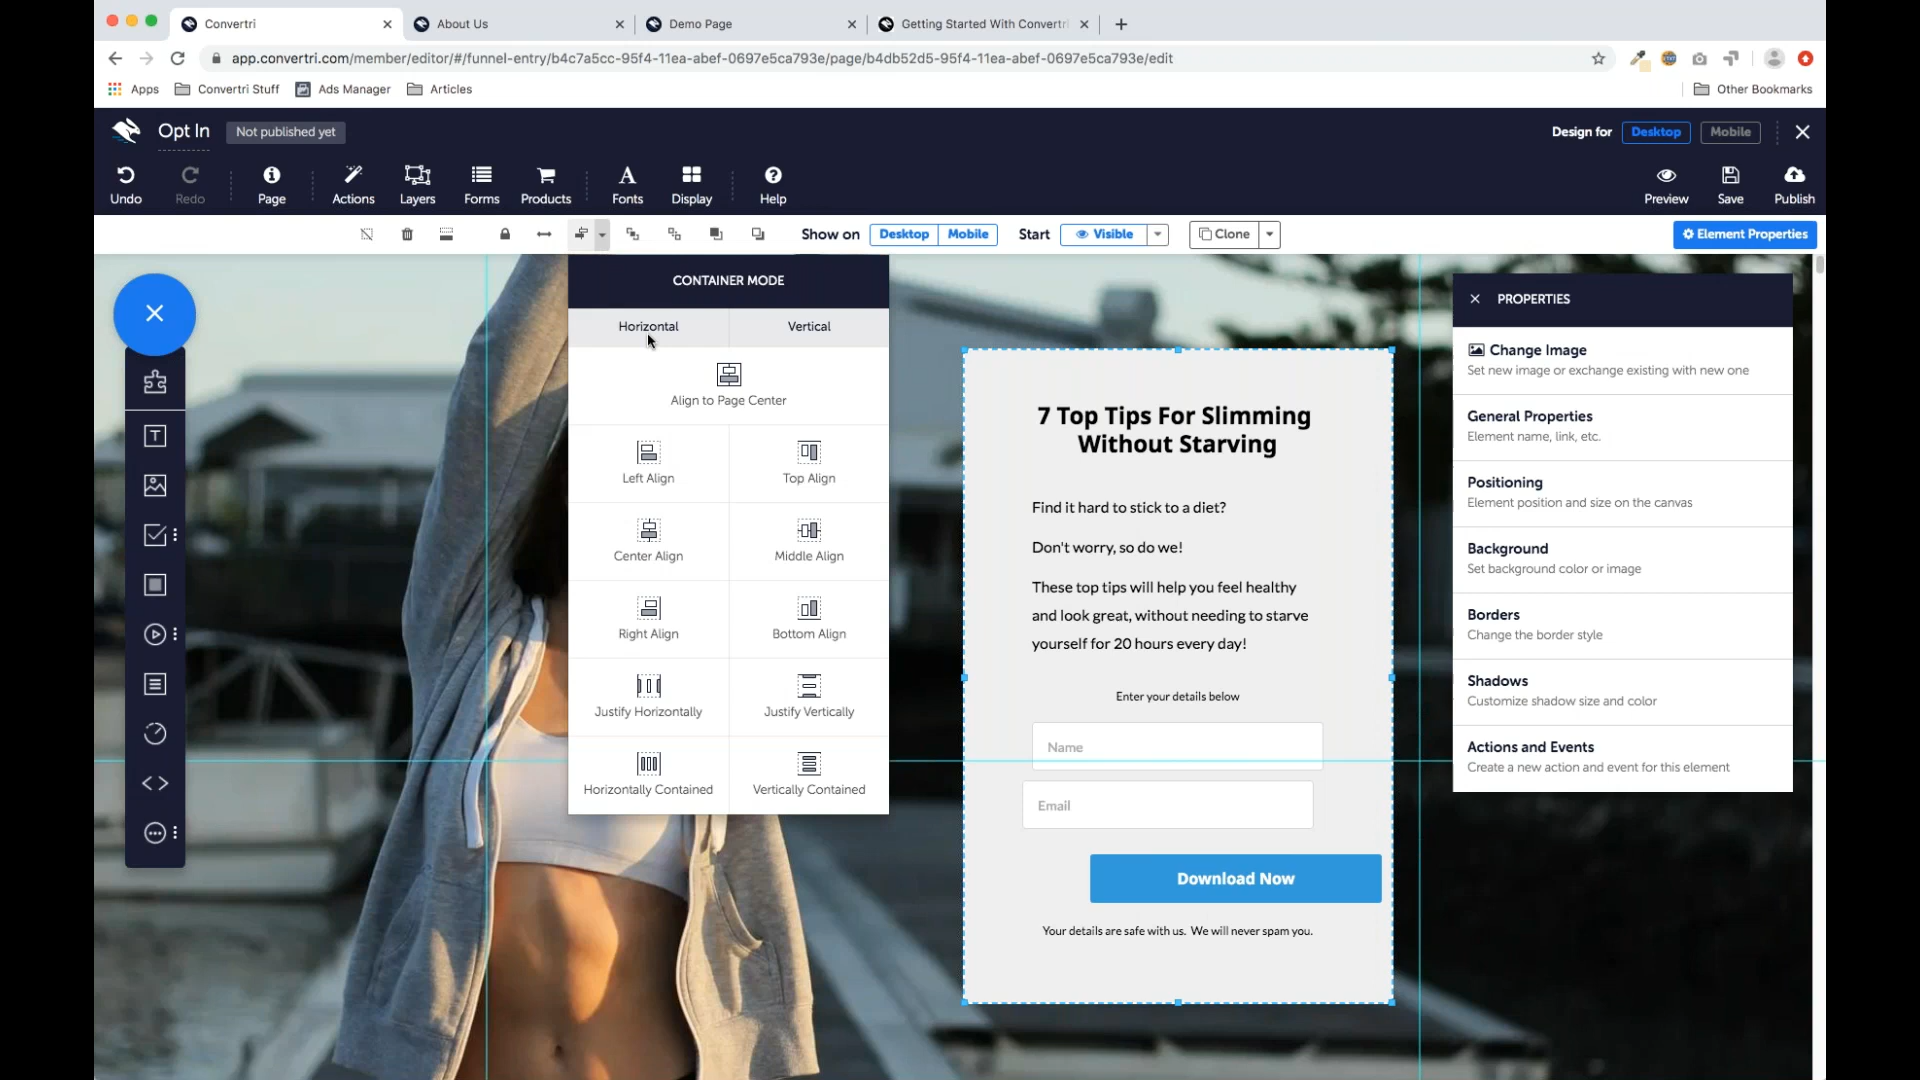 Convertri
About Us
Demo Page
Getting Started With Convertri
app.convertri.com/member/editor/#/funnel-entry/b4c7a5cc-95f4-11ea-abef-0697e5ca793e/page/b4db52d5-95f4-11ea-abef-0697e5ca793e/edit
Apps Convertri Stuff Ads Manager Articles Other Bookmarks
Opt In Not published yet Design for Desktop Mobile
Undo Redo Page Actions Layers Forms Products Fonts Display Help Preview Save Publish
Show on Desktop Mobile Start Visible Clone Element Properties
CONTAINER MODE
Horizontal Vertical
Align to Page Center
Left Align Top Align
Center Align Middle Align
Right Align Bottom Align
Justify Horizontally Justify Vertically
Horizontally Contained Vertically Contained
7 Top Tips For Slimming
Without Starving
Find it hard to stick to a diet?
Don't worry, so do we!
These top tips will help you feel healthy
and look great, without needing to starve
yourself for 20 hours every day!
Enter your details below
Name
Email
Download Now
Your details are safe with us. We will never spam you.
PROPERTIES
Change Image
Set new image or exchange existing with new one
General Properties
Element name, link, etc.
Positioning
Element position and size on the canvas
Background
Set background color or image
Borders
Change the border style
Shadows
Customize shadow size and color
Actions and Events
Create a new action and event for this element